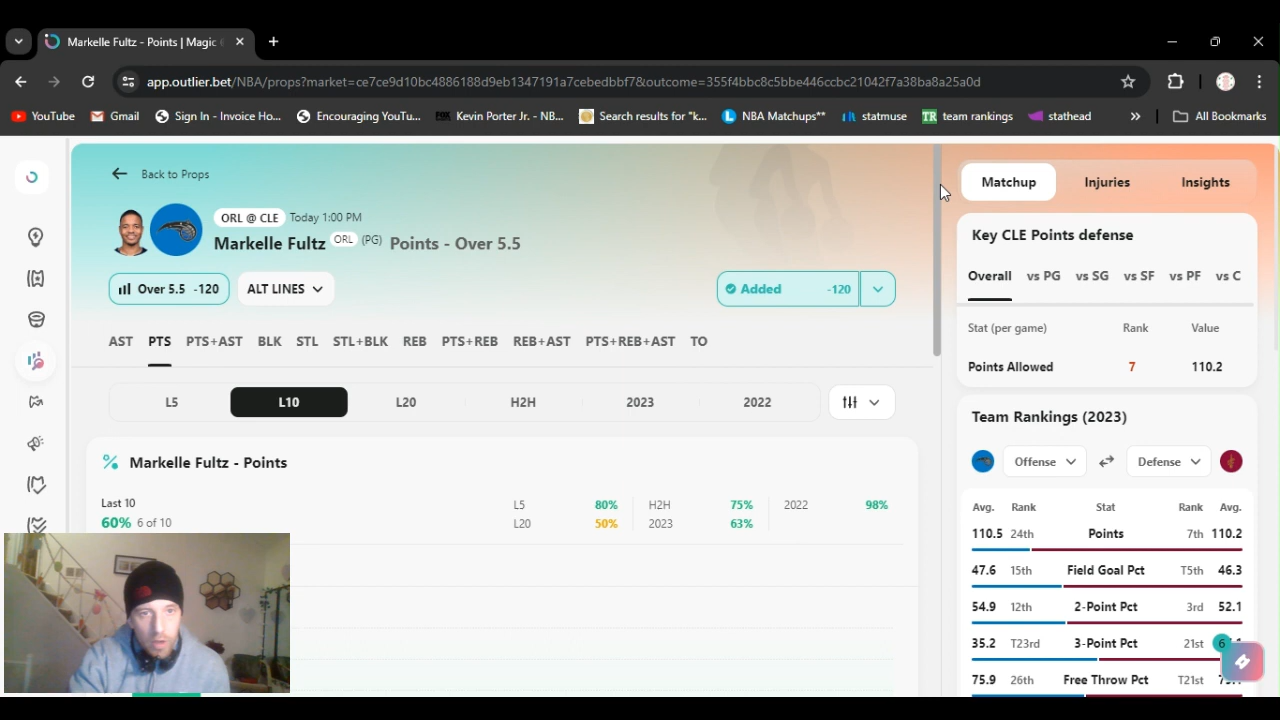 Markelle Fultz - Points | Magic
app.outlier.bet/NBA/props?market=ce7ce9d10bc4886188d9eb1347191a7cebedbbf7&outcome=355f4bbc8c5bbe446ccbc21042f7a38ba8a25a0d
YouTube Gmail Sign In - Invoice Ho... Encouraging YouTu... FOX Kevin Porter Jr. - NB... Search results for "k... NBA Matchups** statmuse TR team rankings stathead » All Bookmarks
Back to Props
ORL @ CLE Today 1:00 PM
Markelle Fultz ORL (PG) Points - Over 5.5
Over 5.5 -120 ALT LINES
Added -120
AST PTS PTS+AST BLK STL STL+BLK REB PTS+REB REB+AST PTS+REB+AST TO
L5 L10 L20 H2H 2023 2022
Markelle Fultz - Points
Last 10
60% 6 of 10
L5 80% H2H 75% 2022 98%
L20 50% 2023 63%
Matchup Injuries Insights
Key CLE Points defense
Overall vs PG vs SG vs SF vs PF vs C
Stat (per game) Rank Value
Points Allowed 7 110.2
Team Rankings (2023)
Offense Defense
Avg. Rank Stat Rank Avg.
110.5 24th Points 7th 110.2
47.6 15th Field Goal Pct T5th 46.3
54.9 12th 2-Point Pct 3rd 52.1
35.2 T23rd 3-Point Pct 21st
75.9 26th Free Throw Pct T21st